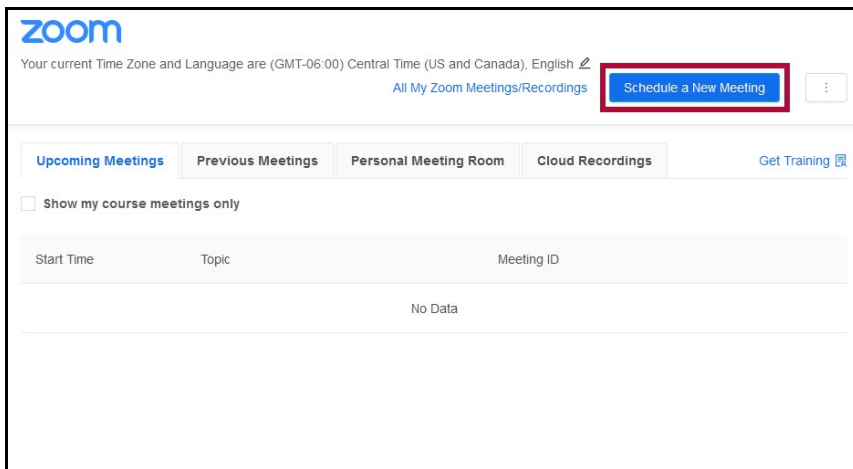 zoom
Your current Time Zone and Language are (GMT-06:00) Central Time (US and Canada), English
All My Zoom Meetings/Recordings Schedule a New Meeting
Upcoming Meetings Previous Meetings Personal Meeting Room Cloud Recordings Get Training
Show my course meetings only
Start Time Topic Meeting ID
No Data